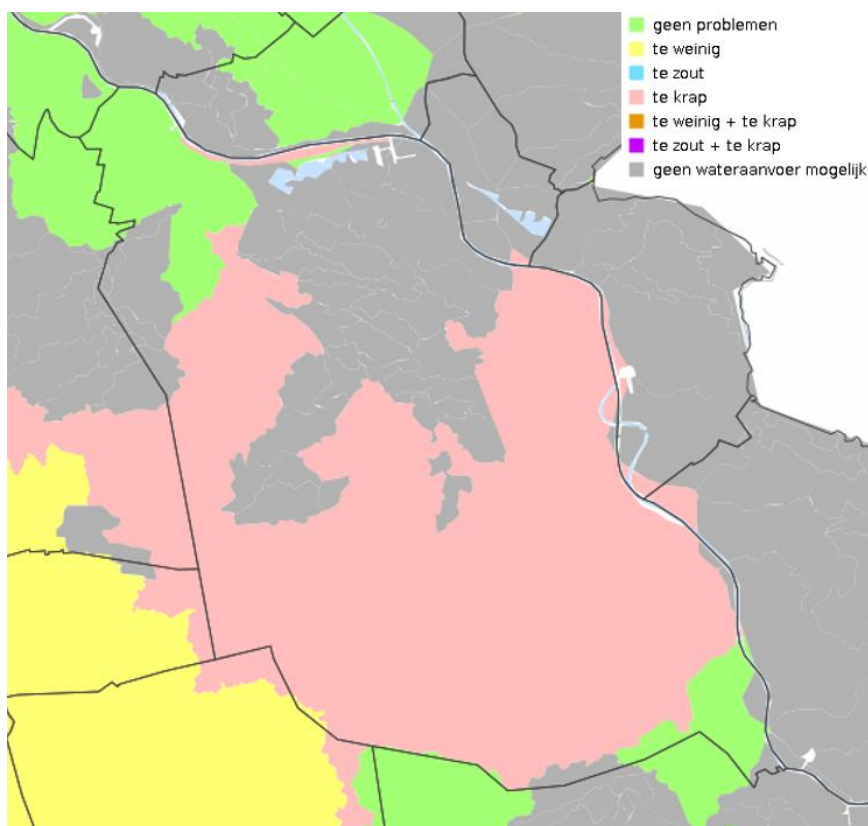 geen problemen
te weinig
te zout
te krap
te weinig + te krap
te zout + te krap
geen wateraanvoer mogelijk